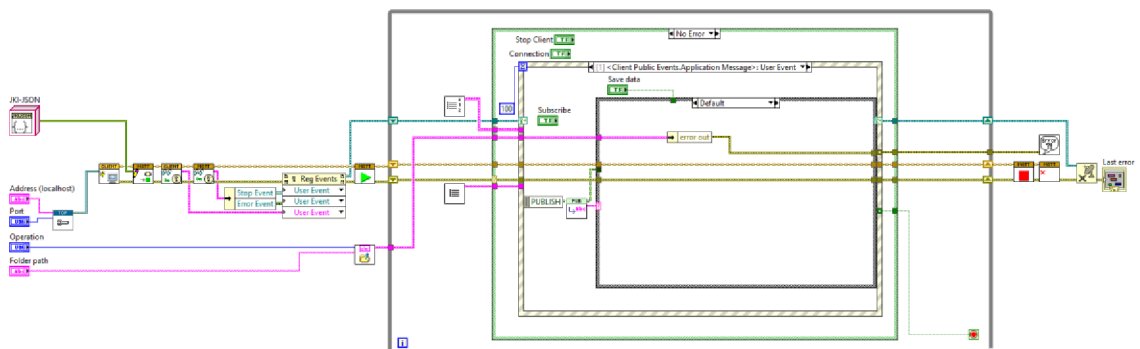 No Error
Stop Client
Connection
[1] <Client Public Events.Application Message>: User Event
Save data
Default
100
Subscribe
JKI-JSON
error out
Last error
Reg Events
Address (localhost)
Stop Event
User Event
Error Event
User Event
User Event
PUBLISH
Port
TCP
Operation
Folder path
i